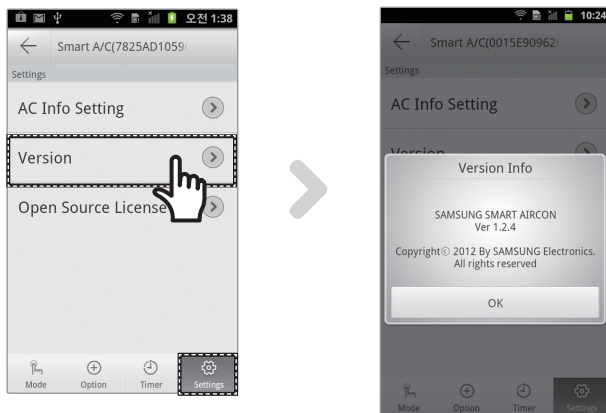 오전 1:38
Smart A/C(7825AD1059
Settings
AC Info Setting
Version
Open Source License
Mode Option Timer Settings
10:24
Smart A/C(0015E90962
Settings
AC Info Setting
Version
Version Info
SAMSUNG SMART AIRCON
Ver 1.2.4
Copyrightⓒ 2012 By SAMSUNG Electronics.
All rights reserved
OK
Mode Option Timer Settings